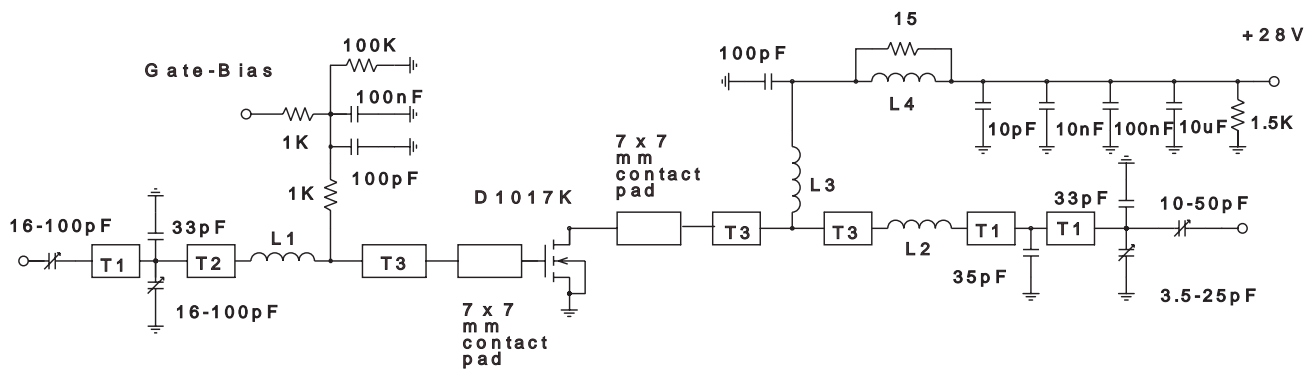 15
+28V
100pF
100K
Gate-Bias
100nF
L4
10pF
10nF
100nF
10uF
1.5K
1K
7 x 7
mm
contact
pad
100pF
1K
L3
D1017K
33pF
10-50pF
16-100pF
33pF
L1
T3
T3
L2
T1
T1
T1
T2
T3
35pF
3.5-25pF
16-100pF
7 x 7
mm
contact
pad